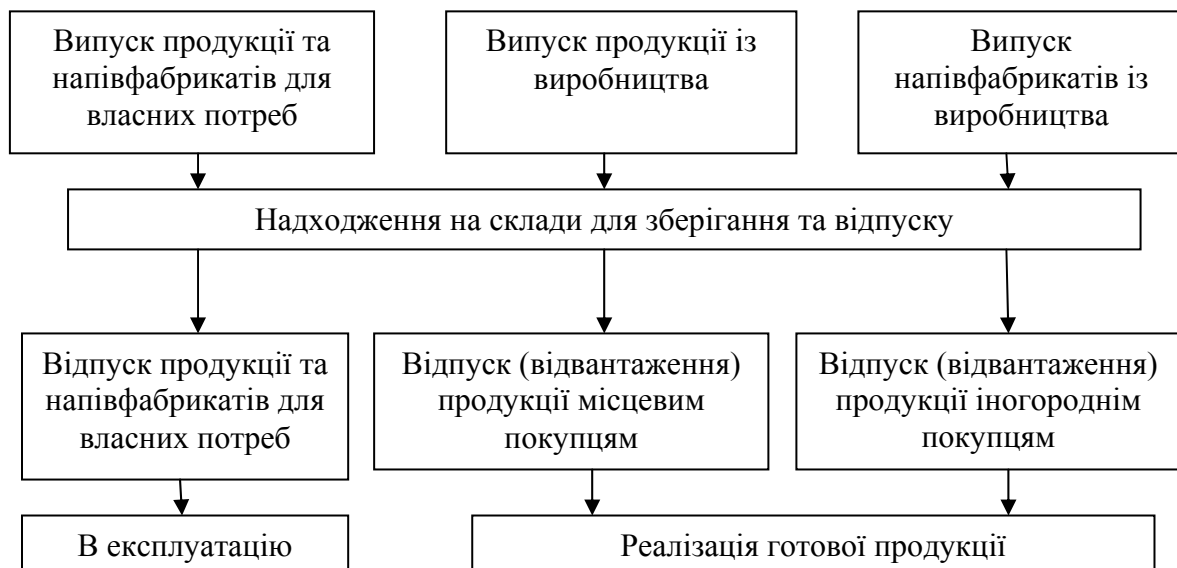 Випуск продукції та
напівфабрикатів для
власних потреб
Випуск продукції із
виробництва
Випуск
напівфабрикатів із
виробництва
Надходження на склади для зберігання та відпуску
Відпуск продукції та
напівфабрикатів для
власних потреб
Відпуск (відвантаження)
продукції місцевим
покупцям
Відпуск (відвантаження)
продукції іногороднім
покупцям
В експлуатацію
Реалізація готової продукції